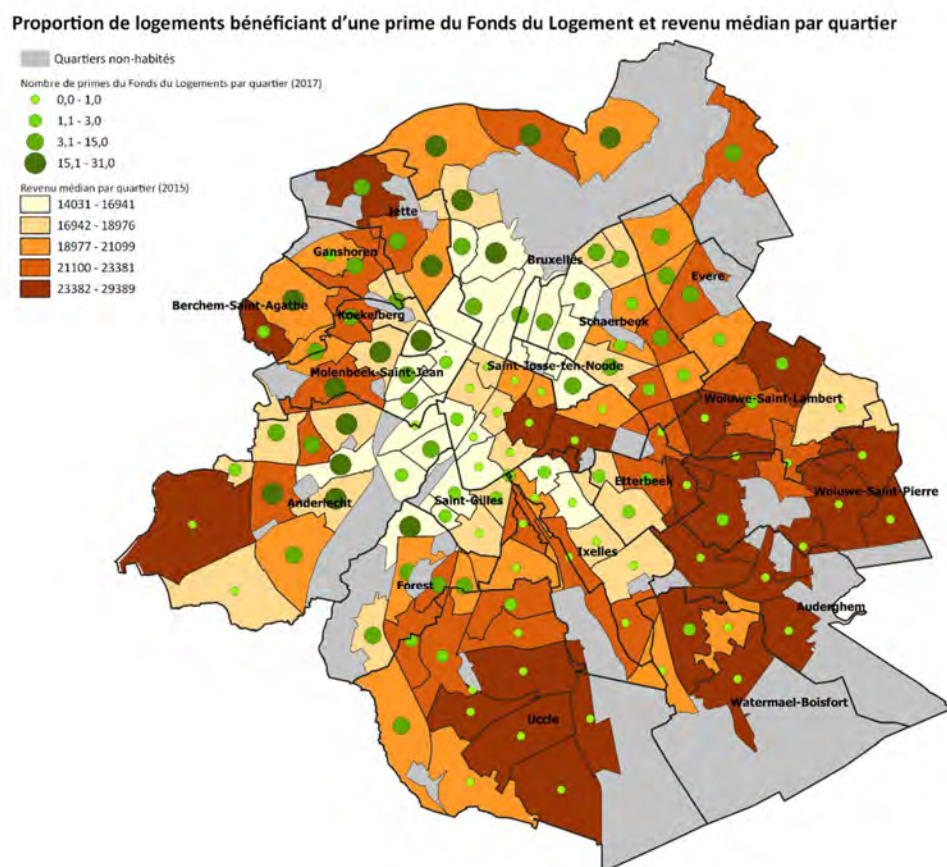 Proportion de logements bénéficiant d'une prime du Fonds du Logement et revenu médian par quartier
Quartiers non-habités
Nombre de primes du Fonds du Logements par quartier (2017)
0,0 - 1,0
1,1 - 3,0
3,1 - 15,0
15,1 - 31,0
Revenu médian par quartier (2015)
14031 - 16941
16942 - 18976
18977 - 21099
21100 - 23381
23382 - 29389
Jette
Ganshoren
Bruxelles
Evere
Berchem-Saint-Agathe
Koekelberg
Schaerbeek
Molenbeek-Saint-Jean
Saint-Josse-ten-Noode
Woluwe-Saint-Lambert
Etterbeek
Woluwe-Saint-Pierre
Anderlecht
Saint-Gilles
Ixelles
Forest
Auderghem
Watermael-Boisfort
Uccle